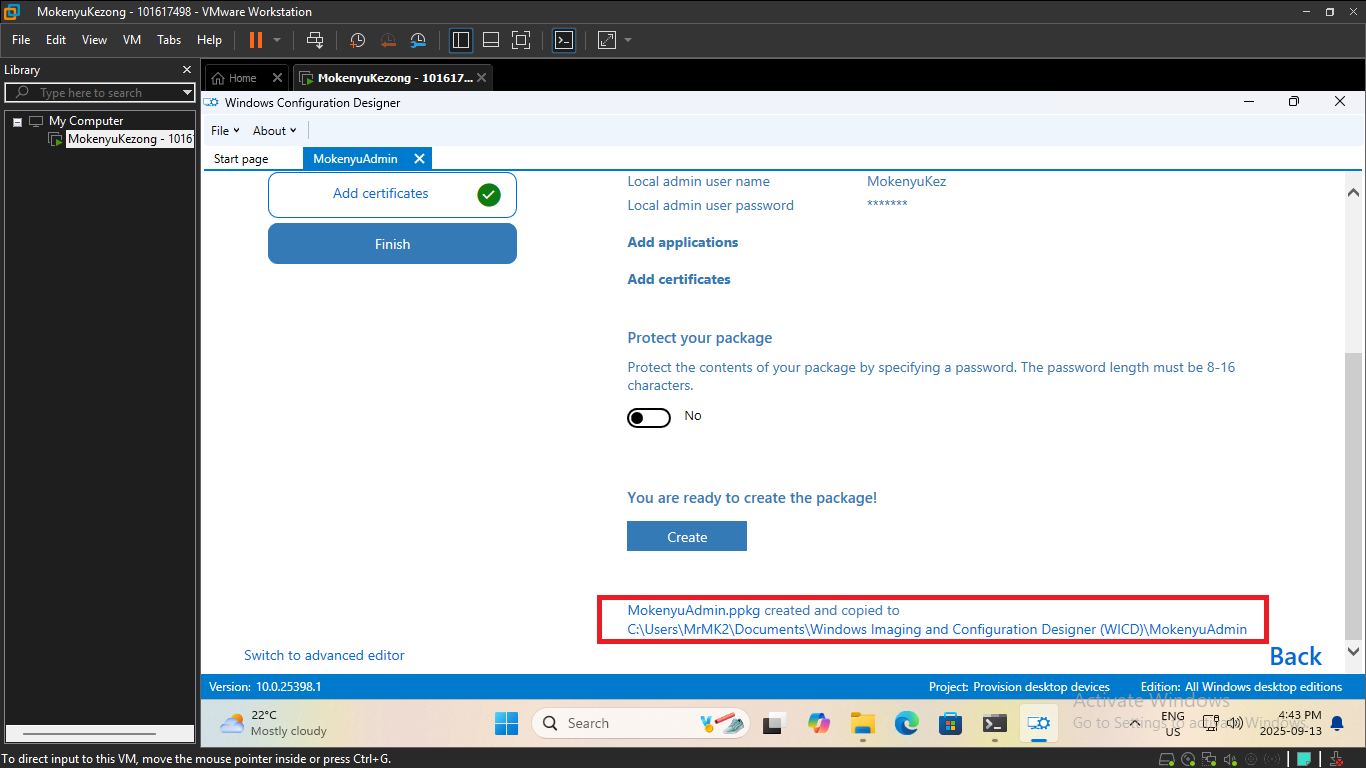 MokenyuKezong - 101617498 - VMware Workstation
File Edit View VM Tabs Help
Library
Home
MokenyuKezong - 101617...
Type here to search
My Computer
MokenyuKezong - 1016
Windows Configuration Designer
File About
Start page
MokenyuAdmin
Add certificates
Finish
Local admin user name MokenyuKez
Local admin user password *******
Add applications
Add certificates
Protect your package
Protect the contents of your package by specifying a password. The password length must be 8-16
characters.
No
You are ready to create the package!
Create
MokenyuAdmin.ppkg created and copied to
C:\Users\MrMK2\Documents\Windows Imaging and Configuration Designer (WICD)\MokenyuAdmin
Switch to advanced editor
Back
Version: 10.0.25398.1
Project: Provision desktop devices
Edition: All Windows desktop editions
Activate Windows
Go to Settings to activate Windows.
22°C
Mostly cloudy
Search
ENG
US
4:43 PM
2025-09-13
To direct input to this VM, move the mouse pointer inside or press Ctrl+G.